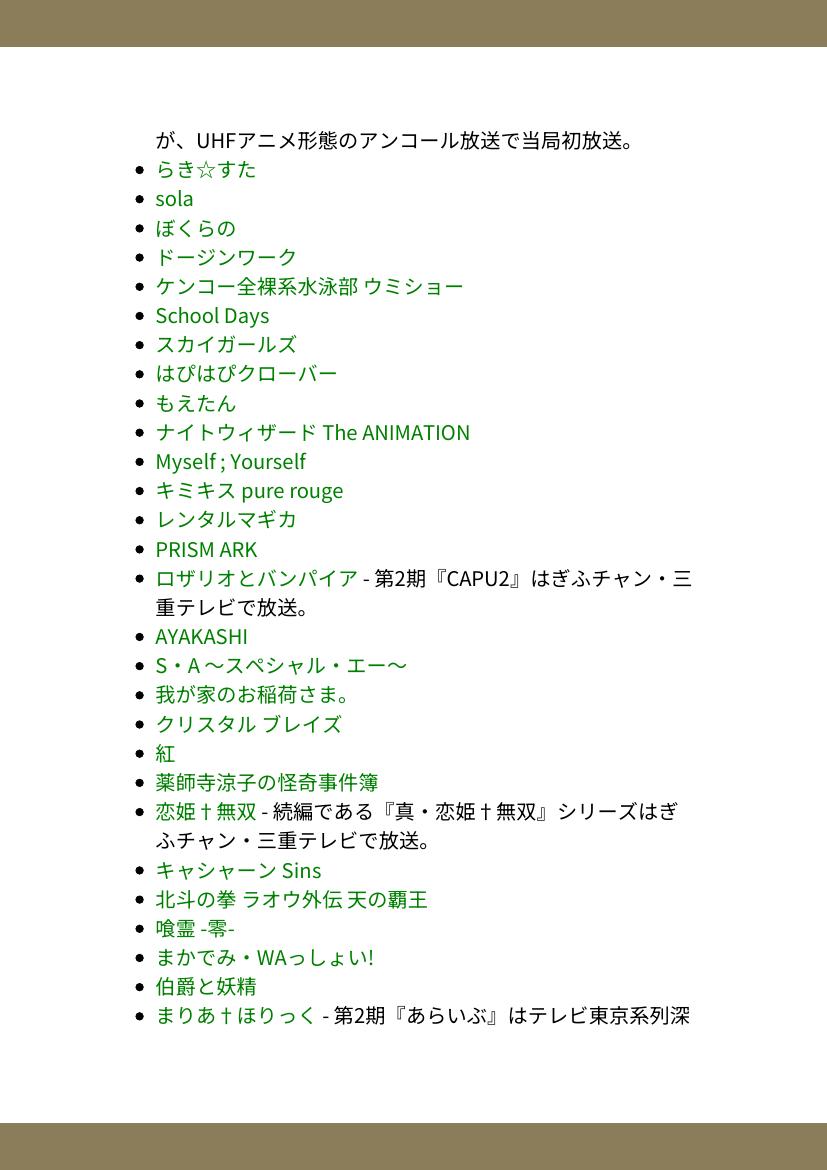 が、UHFアニメ形態のアンコール放送で当局初放送。
らき☆すた
sola
ぼくらの
ドージンワーク
ケンコー全裸系水泳部 ウミショー
School Days
スカイガールズ
はぴはぴクローバー
もえたん
ナイトウィザード The ANIMATION
Myself ; Yourself
キミキス pure rouge
レンタルマギカ
PRISM ARK
ロザリオとバンパイア - 第2期『CAPU2』はぎふチャン・三
重テレビで放送。
AYAKASHI
S・A 〜スペシャル・エー〜
我が家のお稲荷さま。
クリスタル ブレイズ
紅
薬師寺涼子の怪奇事件簿
恋姫†無双 - 続編である『真・恋姫†無双』シリーズはぎ
ふチャン・三重テレビで放送。
キャシャーン Sins
北斗の拳 ラオウ外伝 天の覇王
喰霊 -零-
まかでみ・WAっしょい!
伯爵と妖精
まりあ†ほりっく - 第2期『あらいぶ』はテレビ東京系列深